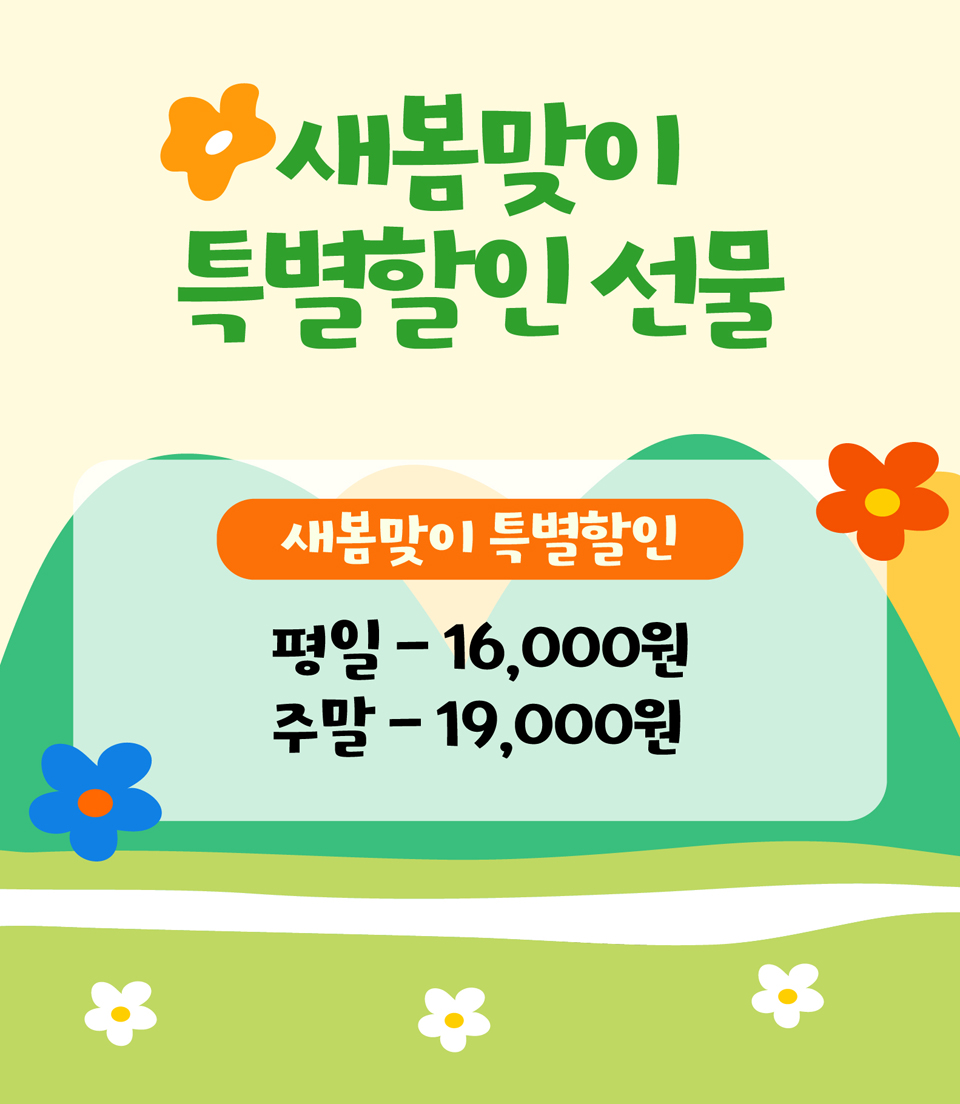 새봄맞이
특별할인 선물
새봄맞이 특별할인
평일 – 16,000원
주말 – 19,000원